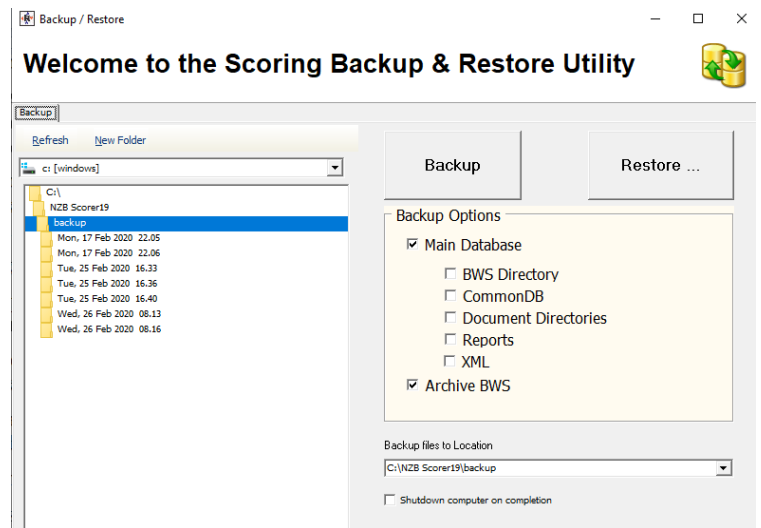 Backup / Restore
Welcome to the Scoring Backup & Restore Utility
Backup
Refresh New Folder
c: [windows]
C:\
NZB Scorer19
backup
Mon, 17 Feb 2020 22.05
Mon, 17 Feb 2020 22.06
Tue, 25 Feb 2020 16.33
Tue, 25 Feb 2020 16.36
Tue, 25 Feb 2020 16.40
Wed, 26 Feb 2020 08.13
Wed, 26 Feb 2020 08.16
Backup Restore ...
Backup Options
Main Database
BWS Directory
CommonDB
Document Directories
Reports
XML
Archive BWS
Backup files to Location
C:\NZB Scorer19\backup
Shutdown computer on completion